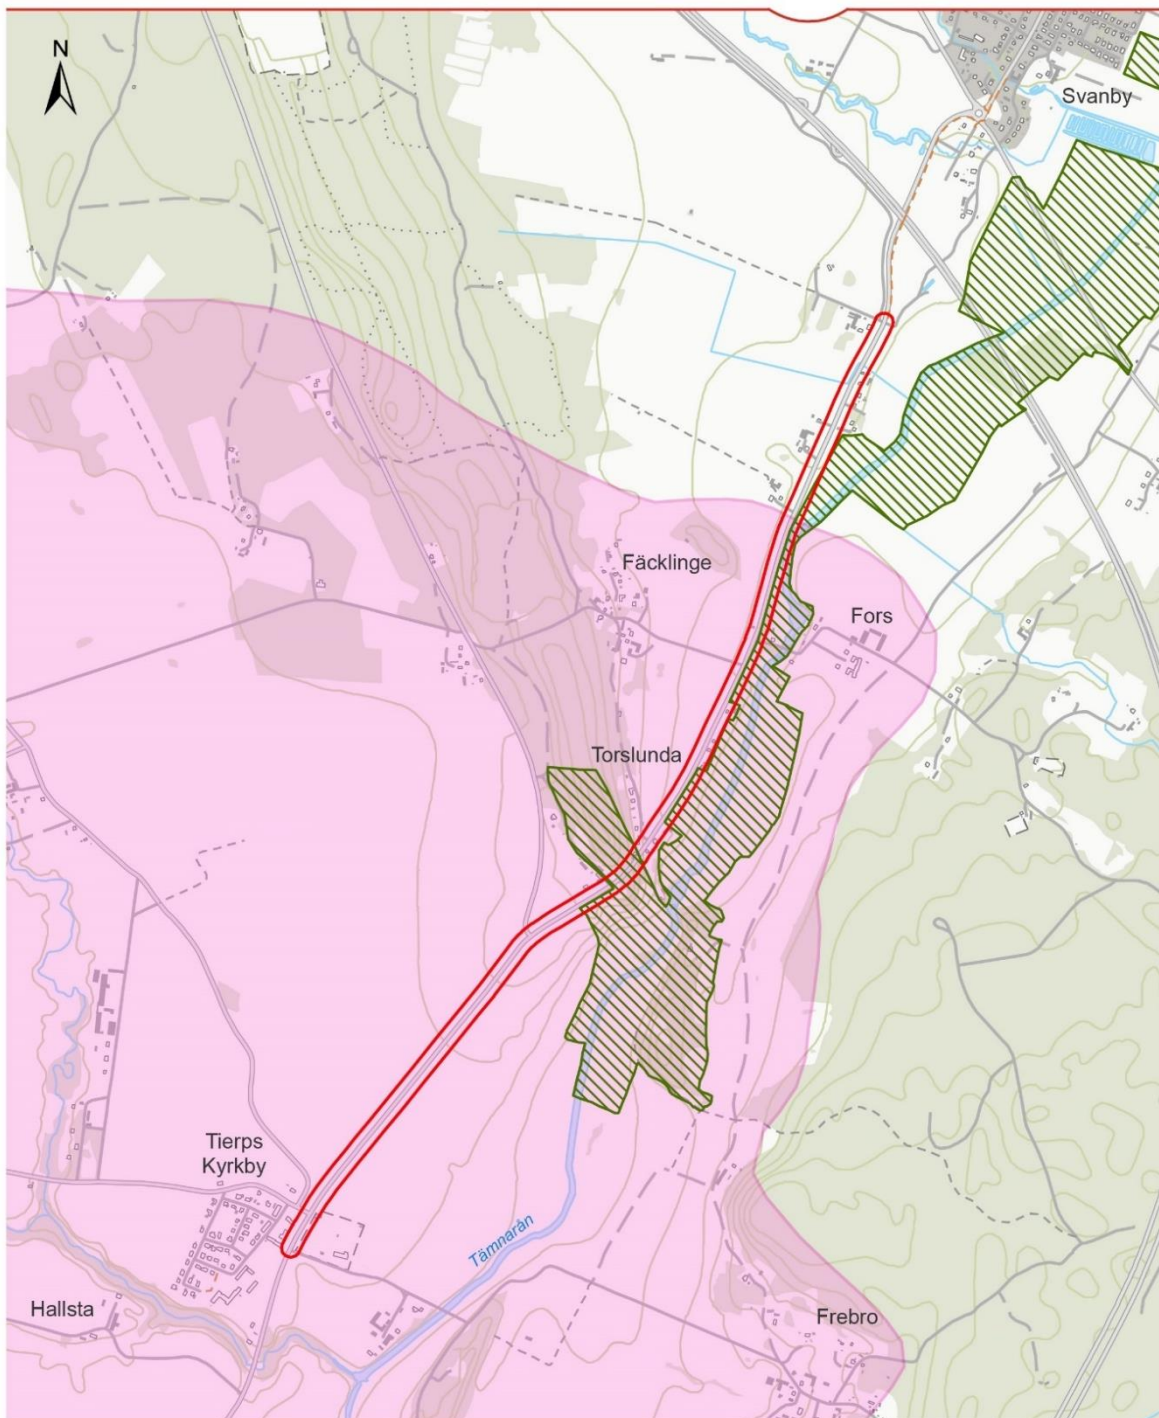 N
Svanby
Fäcklinge
Fors
Torslunda
Tierps
Kyrkby
Tämnarån
Hallsta
Frebro